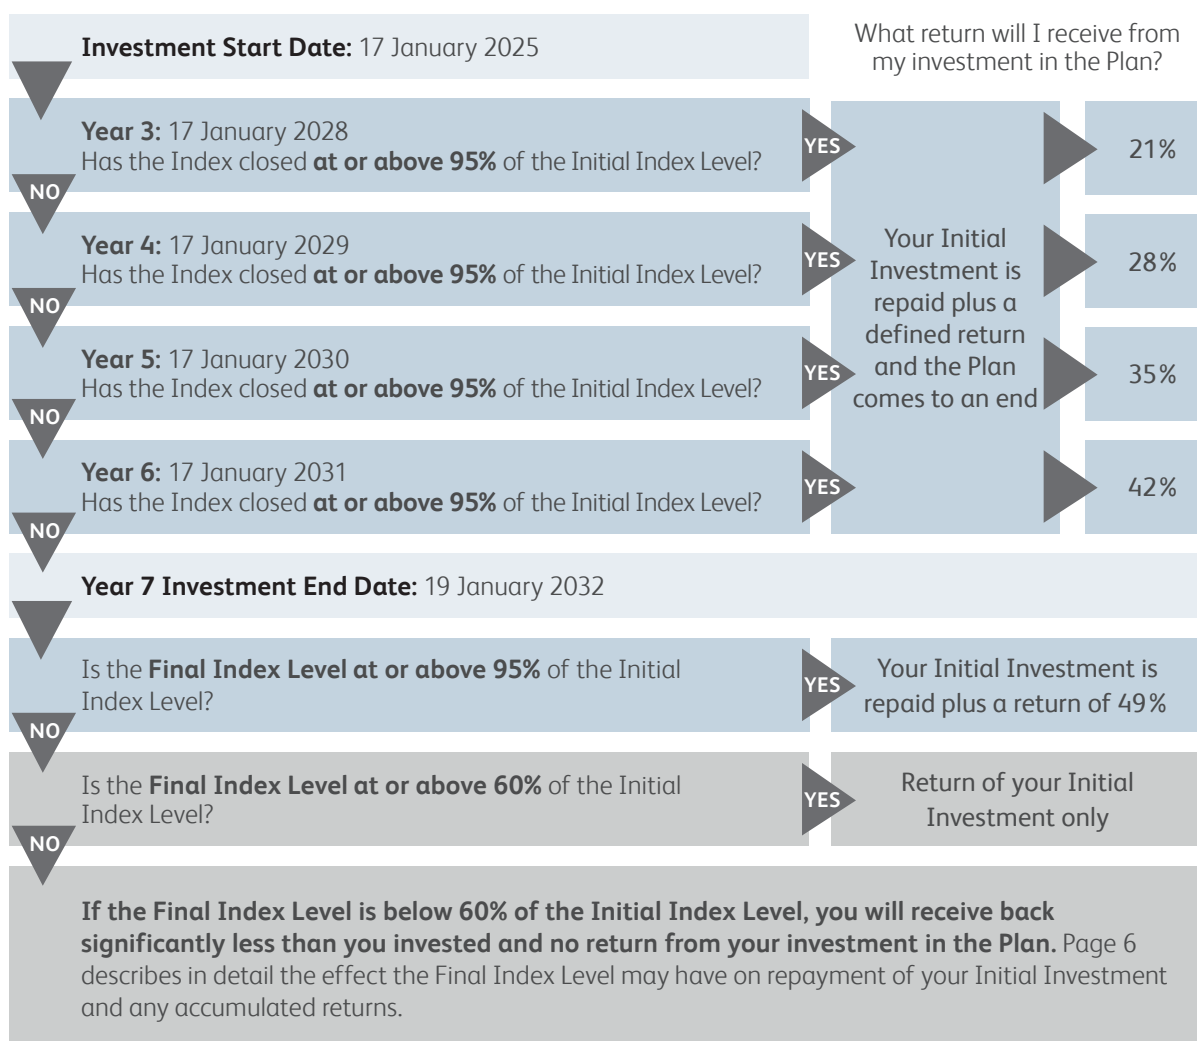 Investment Start Date: 17 January 2025
What return will I receive from
my investment in the Plan?
Year 3: 17 January 2028
Has the Index closed at or above 95% of the Initial Index Level?
YES
21%
NO
Year 4: 17 January 2029
Has the Index closed at or above 95% of the Initial Index Level?
YES
28%
NO
Year 5: 17 January 2030
Has the Index closed at or above 95% of the Initial Index Level?
YES
35%
NO
Year 6: 17 January 2031
Has the Index closed at or above 95% of the Initial Index Level?
YES
42%
NO
Your Initial
Investment is
repaid plus a
defined return
and the Plan
comes to an end
Year 7 Investment End Date: 19 January 2032
Is the Final Index Level at or above 95% of the Initial
Index Level?
YES
Your Initial Investment is
repaid plus a return of 49%
NO
Is the Final Index Level at or above 60% of the Initial
Index Level?
YES
Return of your Initial
Investment only
NO
If the Final Index Level is below 60% of the Initial Index Level, you will receive back
significantly less than you invested and no return from your investment in the Plan. Page 6
describes in detail the effect the Final Index Level may have on repayment of your Initial Investment
and any accumulated returns.